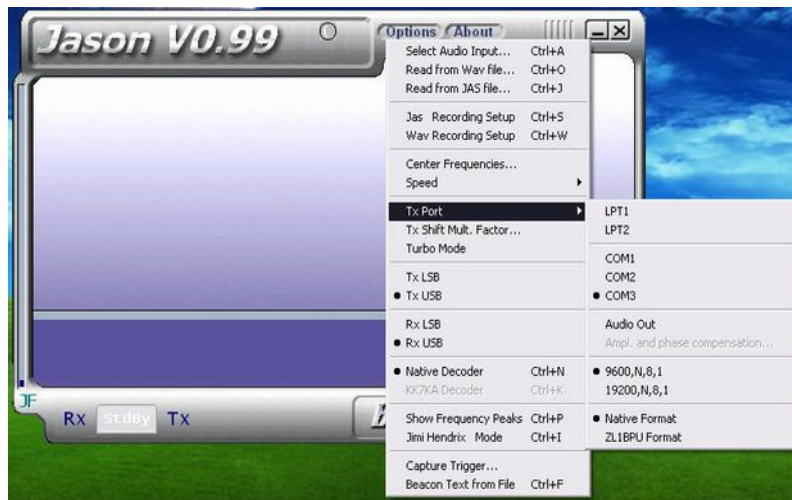 Jason V0.99
Options About
Select Audio Input... Ctrl+A
Read from Wav file... Ctrl+O
Read from JAS file... Ctrl+J
Jas Recording Setup Ctrl+S
Wav Recording Setup Ctrl+W
Center Frequencies...
Speed
Tx Port
Tx Shift Mult. Factor...
Turbo Mode
Tx LSB
Tx USB
Rx LSB
Rx USB
Native Decoder Ctrl+N
KK7KA Decoder Ctrl+K
Show Frequency Peaks Ctrl+P
Jimi Hendrix Mode Ctrl+I
Capture Trigger...
Beacon Text from File Ctrl+F
LPT1
LPT2
COM1
COM2
COM3
Audio Out
Ampl. and phase compensation...
9600,N,8,1
19200,N,8,1
Native Format
ZL1BPU Format
JF
Rx StdBy Tx